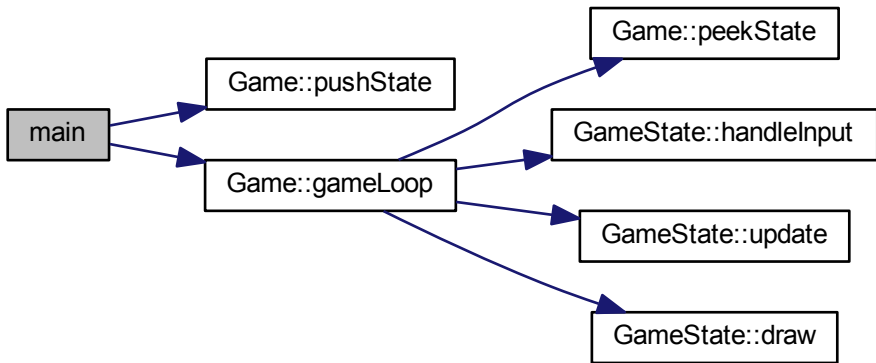 main
Game::pushState
Game::gameLoop
Game::peekState
GameState::handleInput
GameState::update
GameState::draw